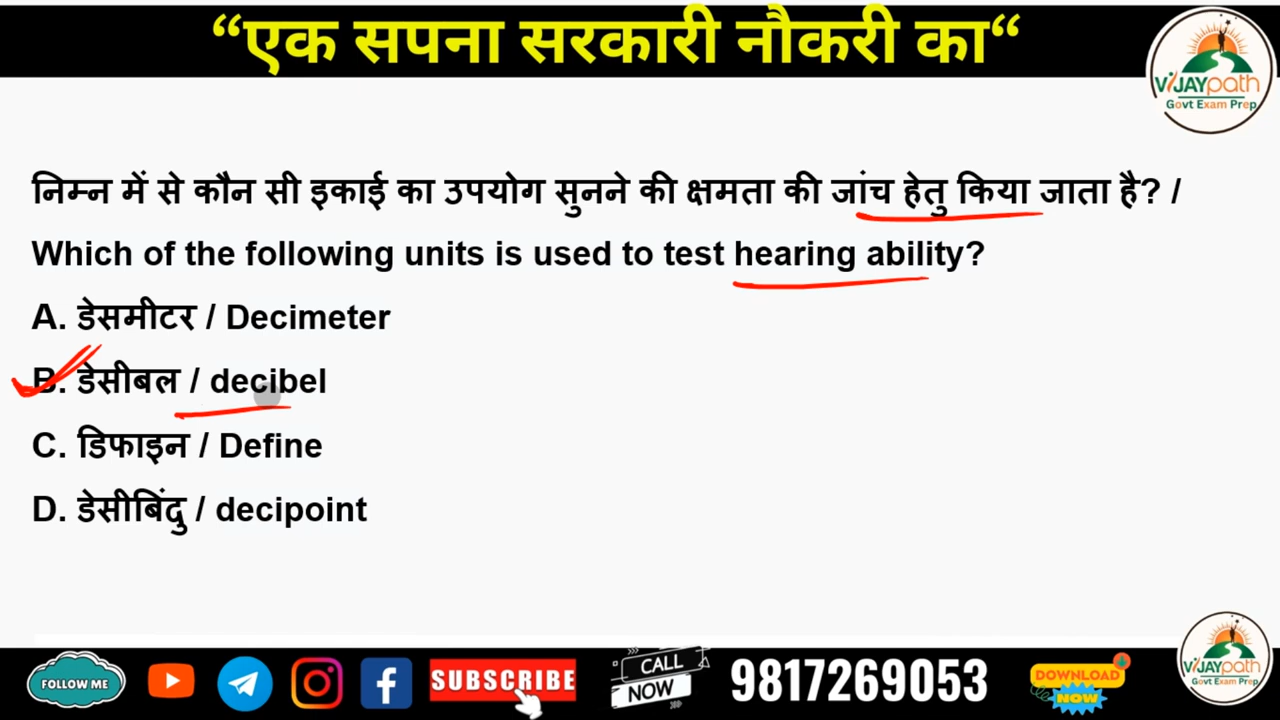 “एक सपना सरकारी नौकरी का“
VIJAYpath
Govt Exam Prep
निम्न में से कौन सी इकाई का उपयोग सुनने की क्षमता की जांच हेतु किया जाता है? /
Which of the following units is used to test hearing ability?
A. डेसमीटर / Decimeter
B. डेसीबल / decibel
C. डिफाइन / Define
D. डेसीबिंदु / decipoint
FOLLOW ME
SUBSCRIBE
CALL
NOW
9817269053
DOWNLOAD
NOW
VIJAYpath
Govt Exam Prep